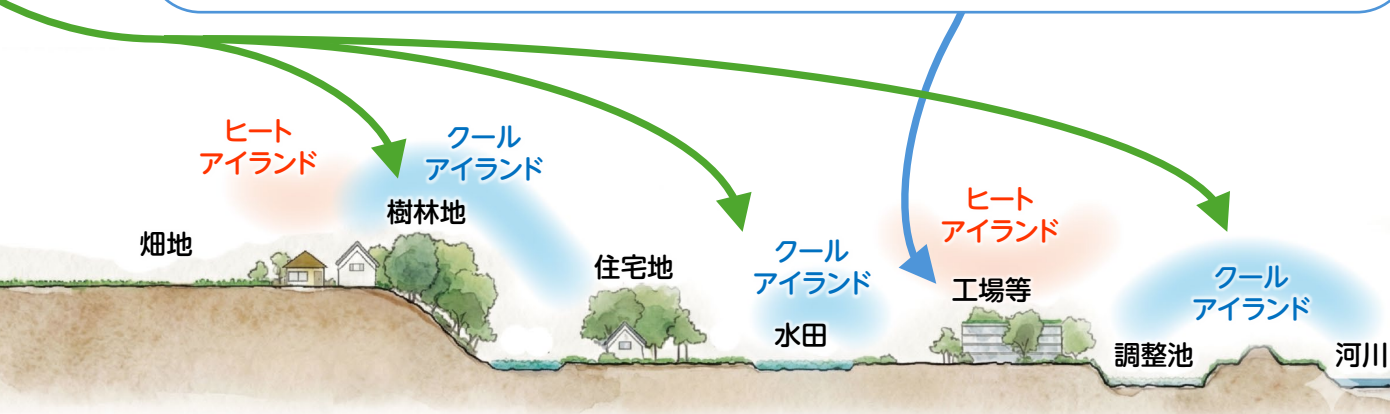 ヒート
アイランド
クール
アイランド
樹林地
畑地
住宅地
クール
アイランド
水田
ヒート
アイランド
工場等
クール
アイランド
調整池
河川